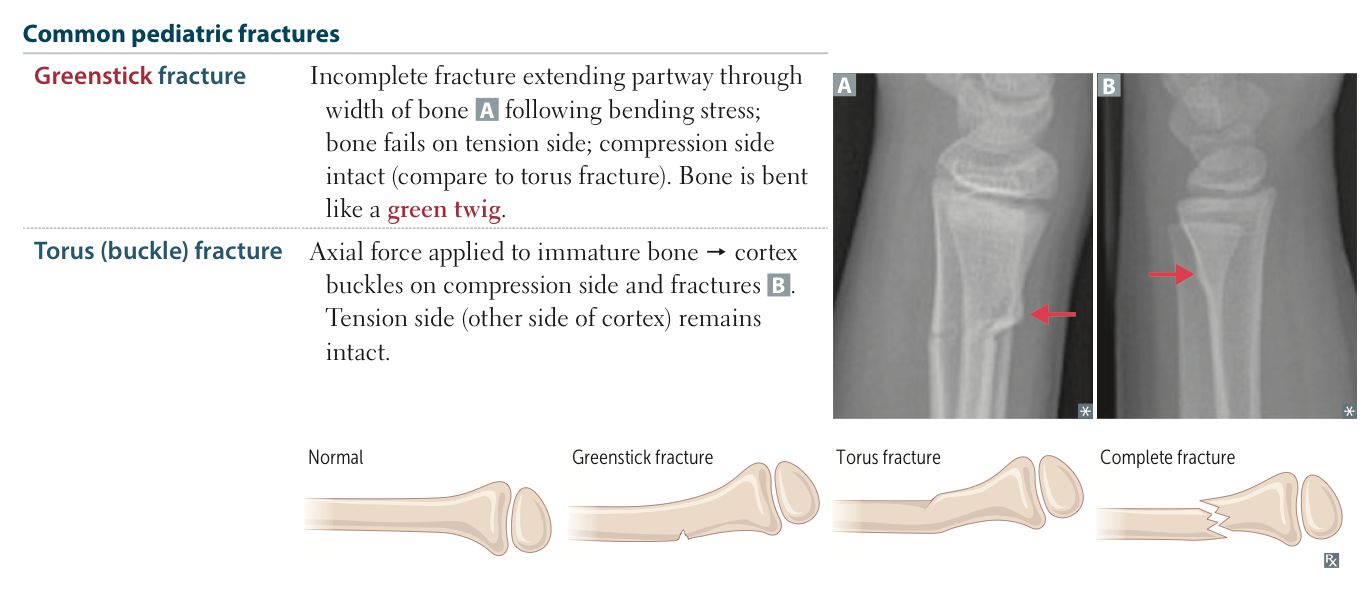 Common pediatric fractures
Greenstick fracture
Incomplete fracture extending partway through
width of bone A following bending stress;
bone fails on tension side; compression side
intact (compare to torus fracture). Bone is bent
like a green twig.
Torus (buckle) fracture
Axial force applied to immature bone → cortex
buckles on compression side and fractures B.
Tension side (other side of cortex) remains
intact.
A
B
*
*
Normal
Greenstick fracture
Torus fracture
Complete fracture
Rx